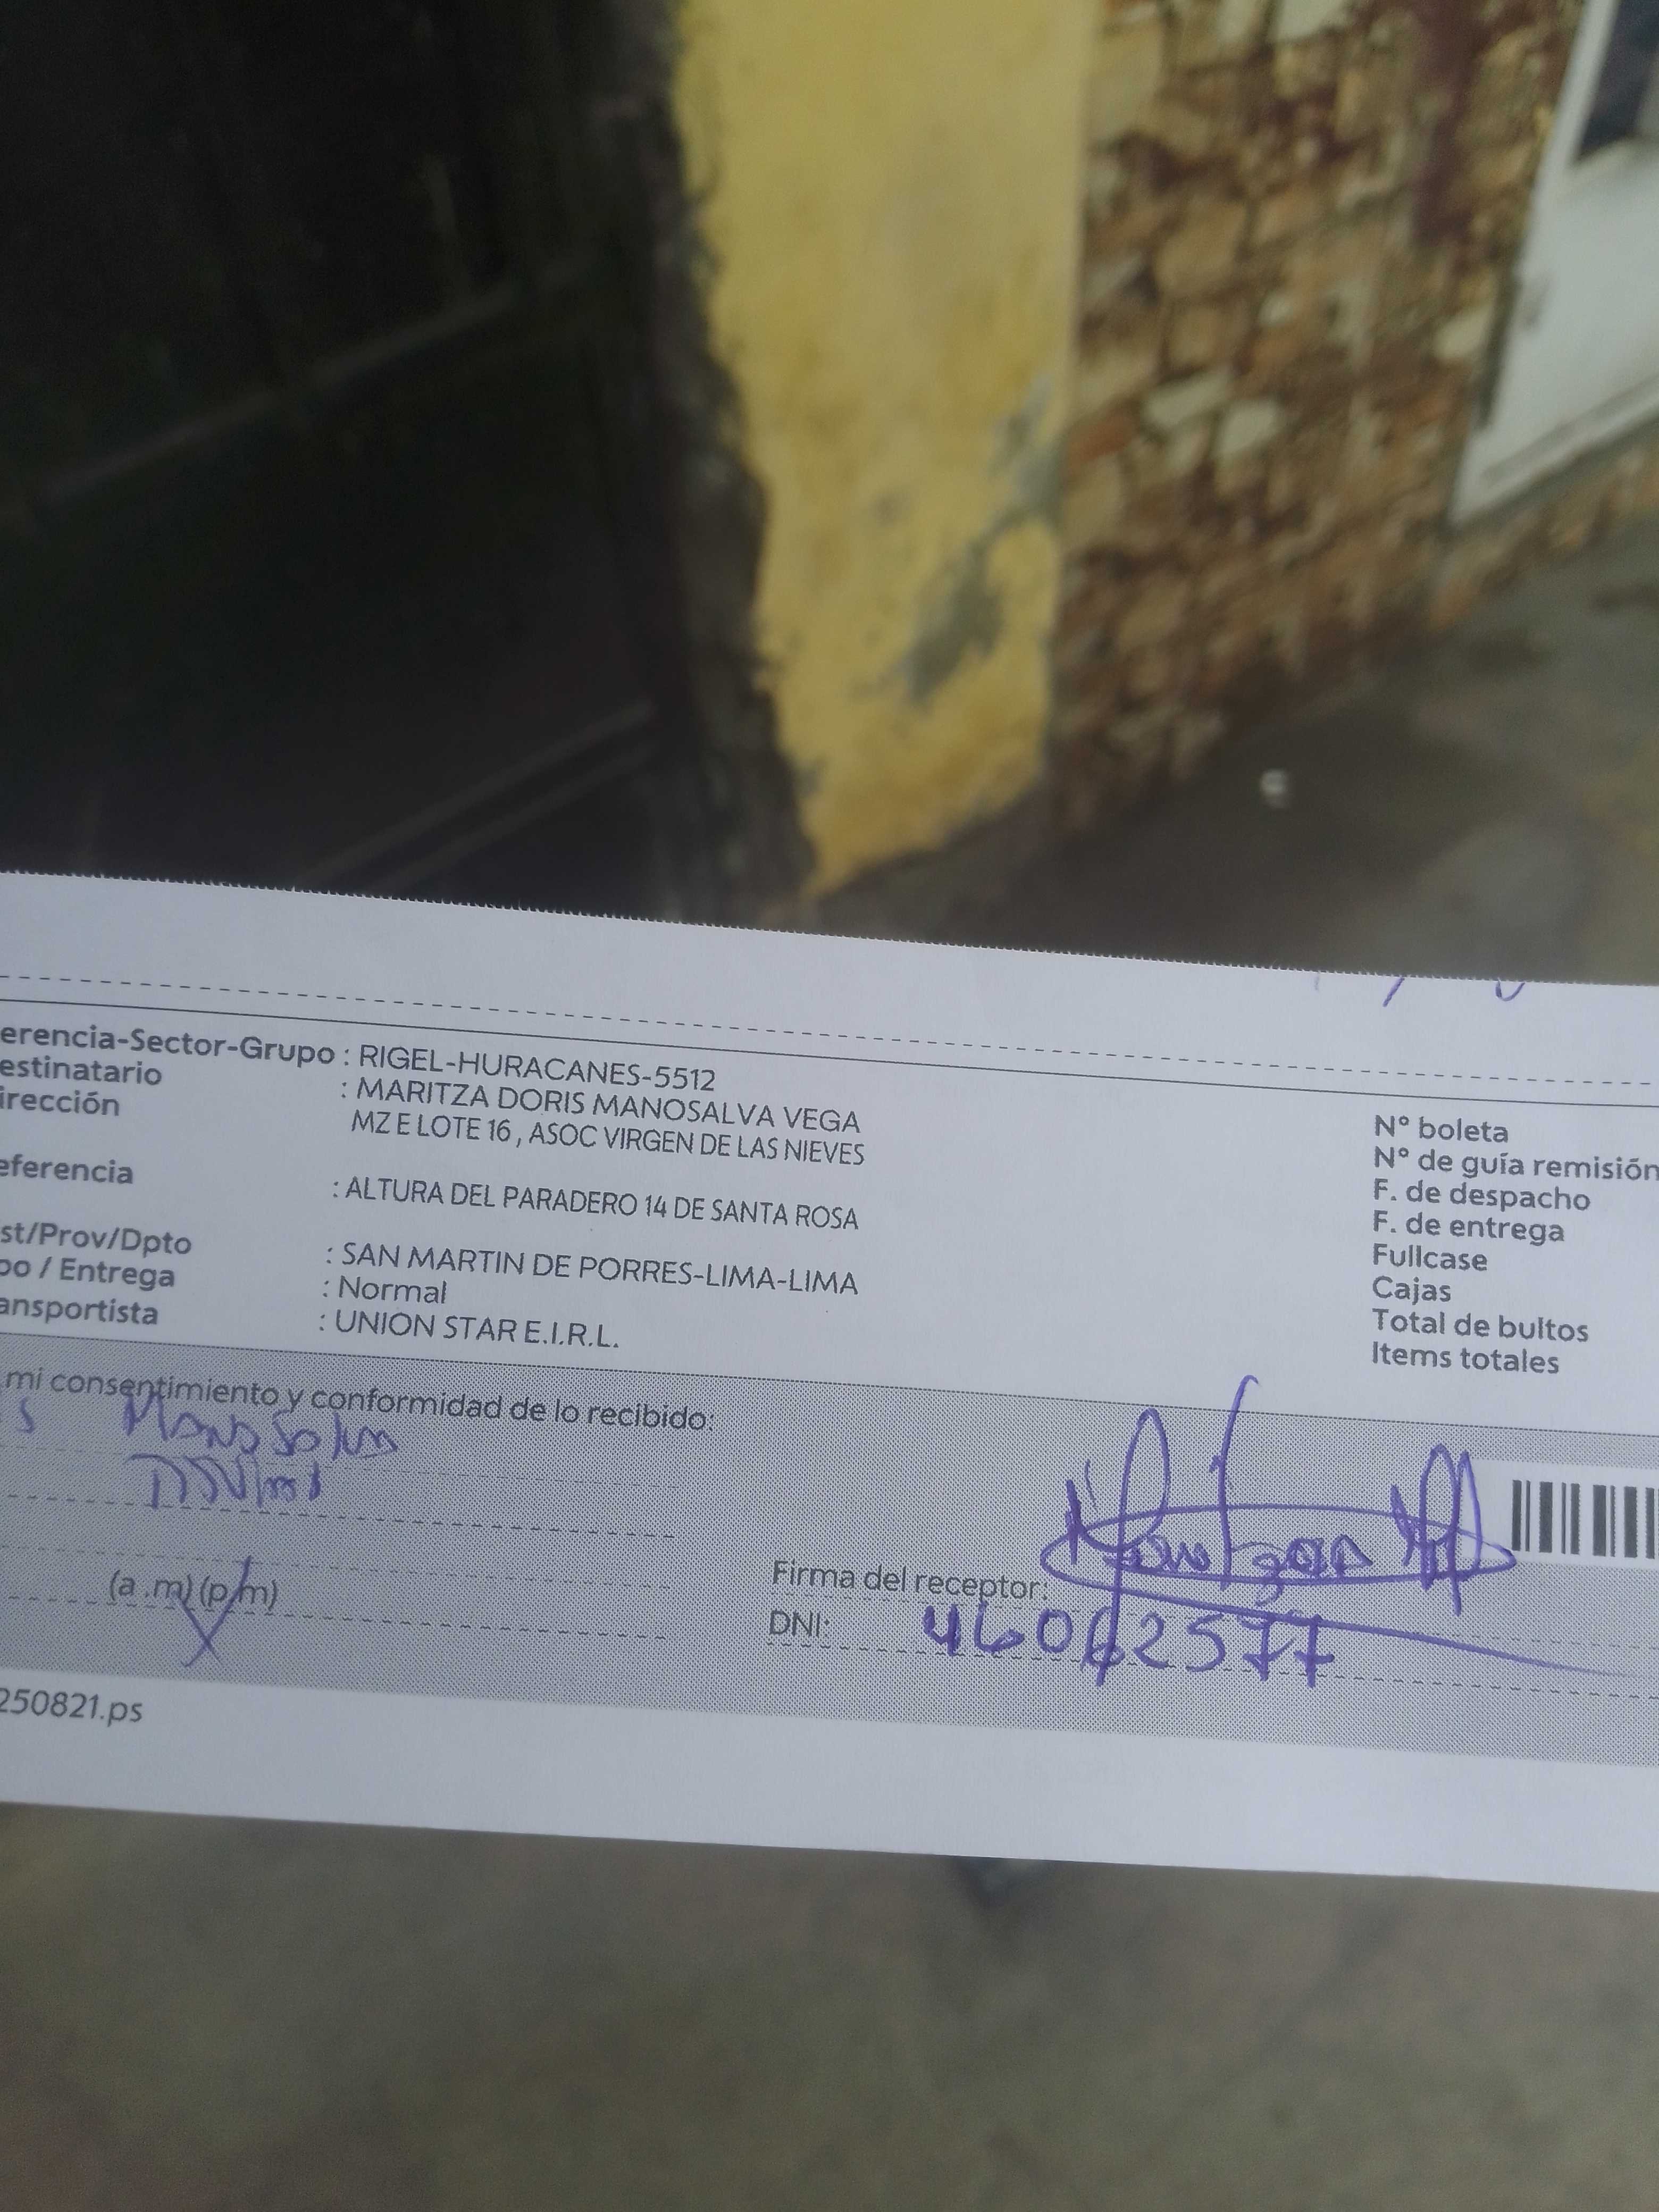 erencia-Sector-Grupo : RIGEL-HURACANES-5512
estinatario : MARITZA DORIS MANOSALVA VEGA
irección MZ E LOTE 16 , ASOC VIRGEN DE LAS NIEVES
eferencia : ALTURA DEL PARADERO 14 DE SANTA ROSA
st/Prov/Dpto : SAN MARTIN DE PORRES-LIMA-LIMA
po / Entrega : Normal
ansportista : UNION STAR E.I.R.L.
N° boleta
N° de guía remisión
F. de despacho
F. de entrega
Fullcase
Cajas
Total de bultos
Items totales
mi consentimiento y conformidad de lo recibido:
(a .m) (p/m)
Firma del receptor:
DNI:
250821.ps